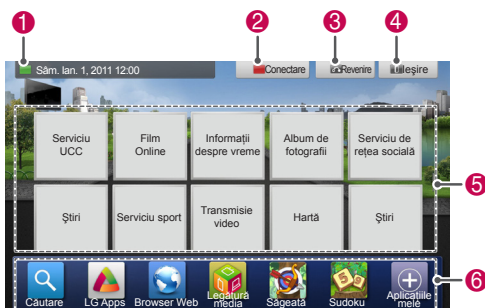 1
2
3
4
Sâm. Ian. 1, 2011 12:00
Conectare
Revenire
Ieşire
Serviciu
UCC
Film
Online
Informaţii
despre vreme
Album de
fotografii
Serviciu de
reţea socială
5
Ştiri
Serviciu sport
Transmisie
video
Hartă
Ştiri
6
Căutare
LG Apps
Browser Web
Legătură
media
Săgeată
Sudoku
Aplicaţiile
mele